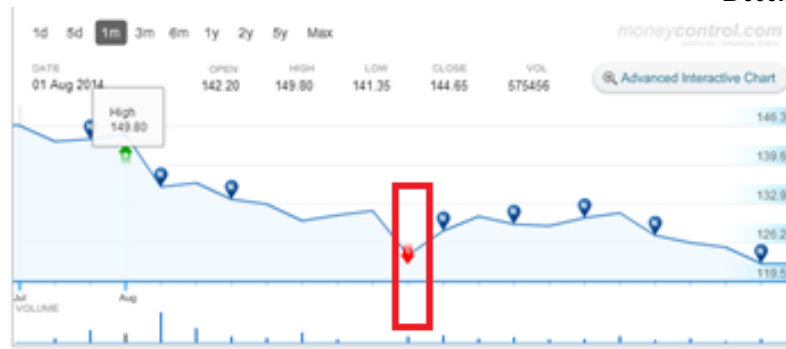 1d 5d 1m 3m 6m 1y 2y 5y Max
moneycontrol.com
DATE OPEN HIGH LOW CLOSE VOL.
01 Aug 2014 142.20 149.80 141.35 144.65 575456
Advanced Interactive Chart
High
149.80
146.3
139.6
132.9
126.2
119.5
Jul Aug
VOLUME